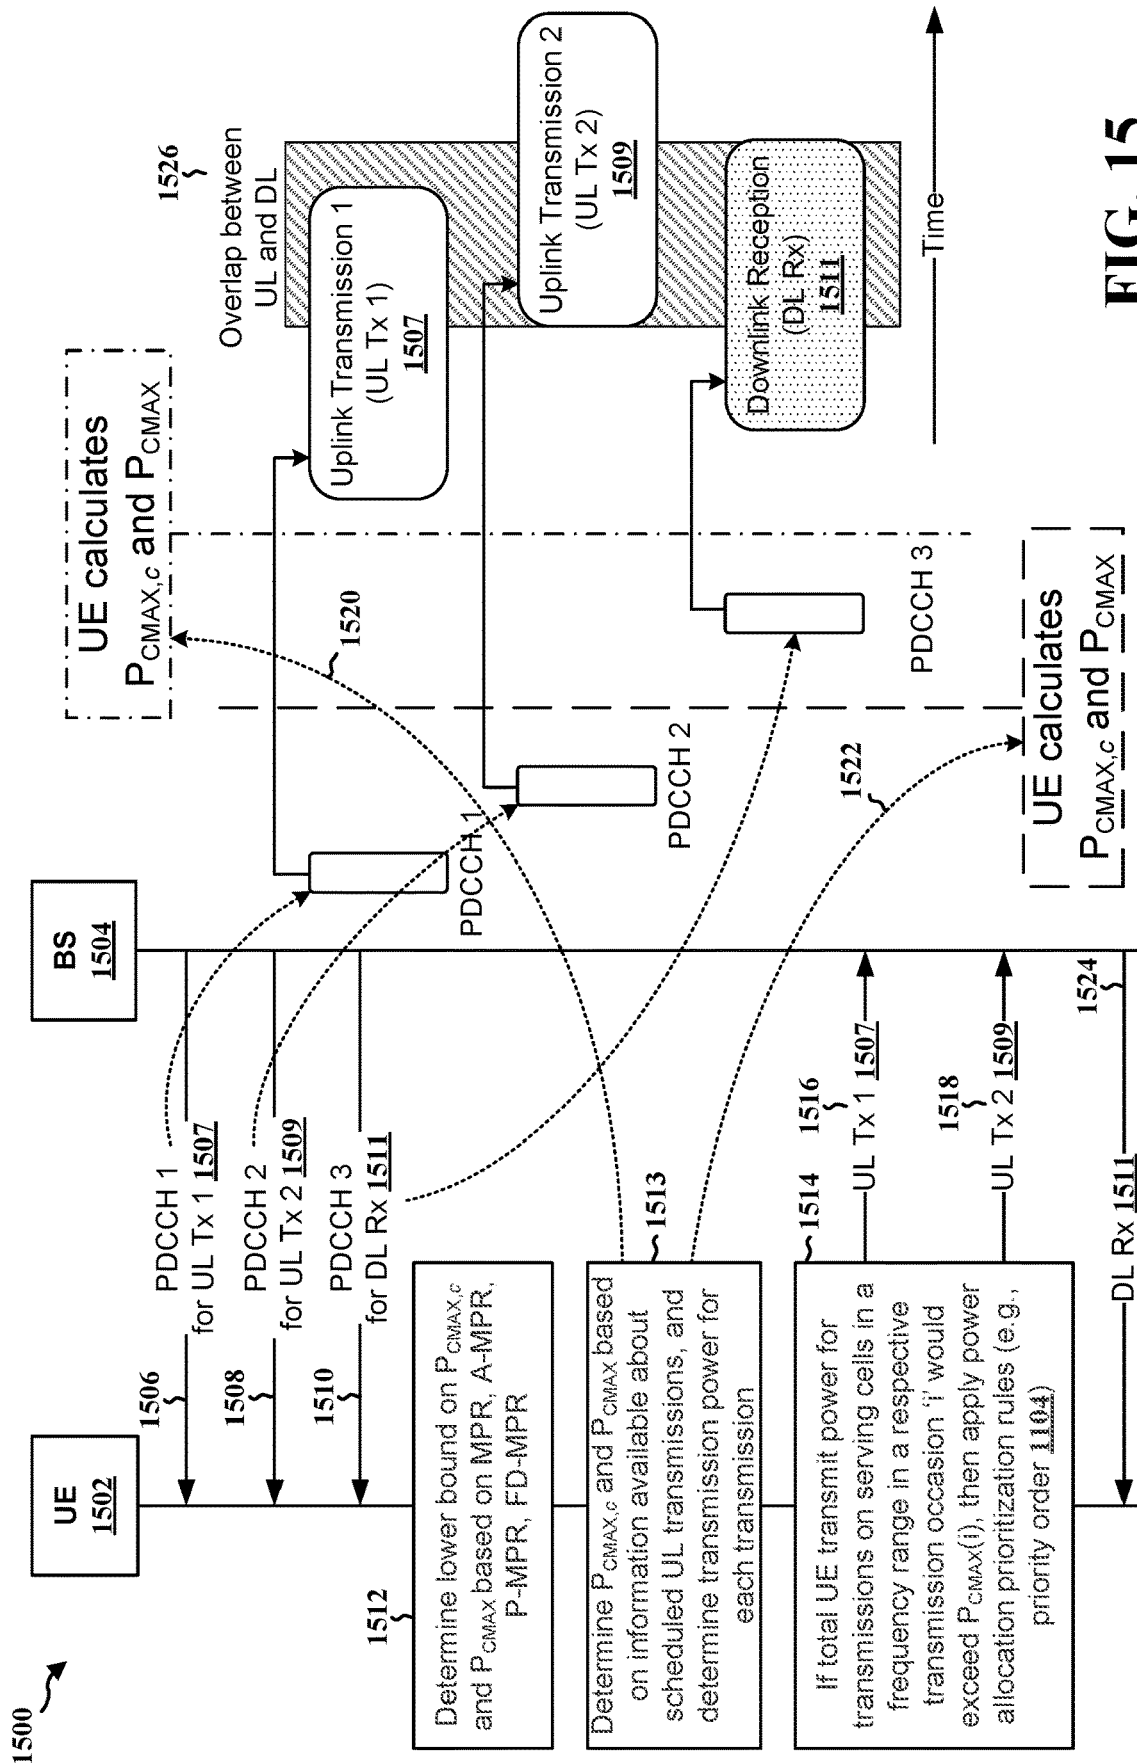 1500
UE
1502
BS
1504
1506
PDCCH 1
for UL Tx 1 1507
1508
PDCCH 2
for UL Tx 2 1509
1510
PDCCH 3
for DL Rx 1511
1512
Determine lower bound on PCMAX,c
and PCMAX based on MPR, A-MPR,
P-MPR, FD-MPR
1513
Determine PCMAX,c and PCMAX based
on information available about
scheduled UL transmissions, and
determine transmission power for
each transmission
1514
If total UE transmit power for
transmissions on serving cells in a
frequency range in a respective
transmission occasion 'i' would
exceed PCMAX(i), then apply power
allocation prioritization rules (e.g.,
priority order 1104)
1516
UL Tx 1 1507
1518
UL Tx 2 1509
1524
DL Rx 1511
UE calculates
PCMAX,c and PCMAX
1520
1526
Overlap between
UL and DL
Uplink Transmission 1
(UL Tx 1)
1507
PDCCH 1
Uplink Transmission 2
(UL Tx 2)
1509
PDCCH 2
Downlink Reception
(DL Rx)
1511
PDCCH 3
Time
1522
UE calculates
PCMAX,c and PCMAX
FIG. 15